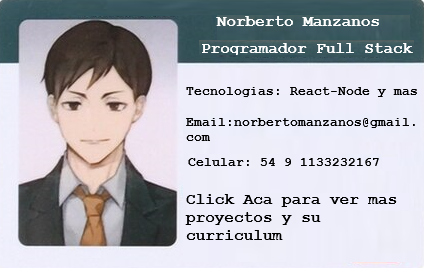 Norberto Manzanos
Programador Full Stack
Tecnologias: React-Node y mas
Email:norbertomanzanos@gmail.
com
Celular: 54 9 1133232167
Click Aca para ver mas
proyectos y su
curriculum